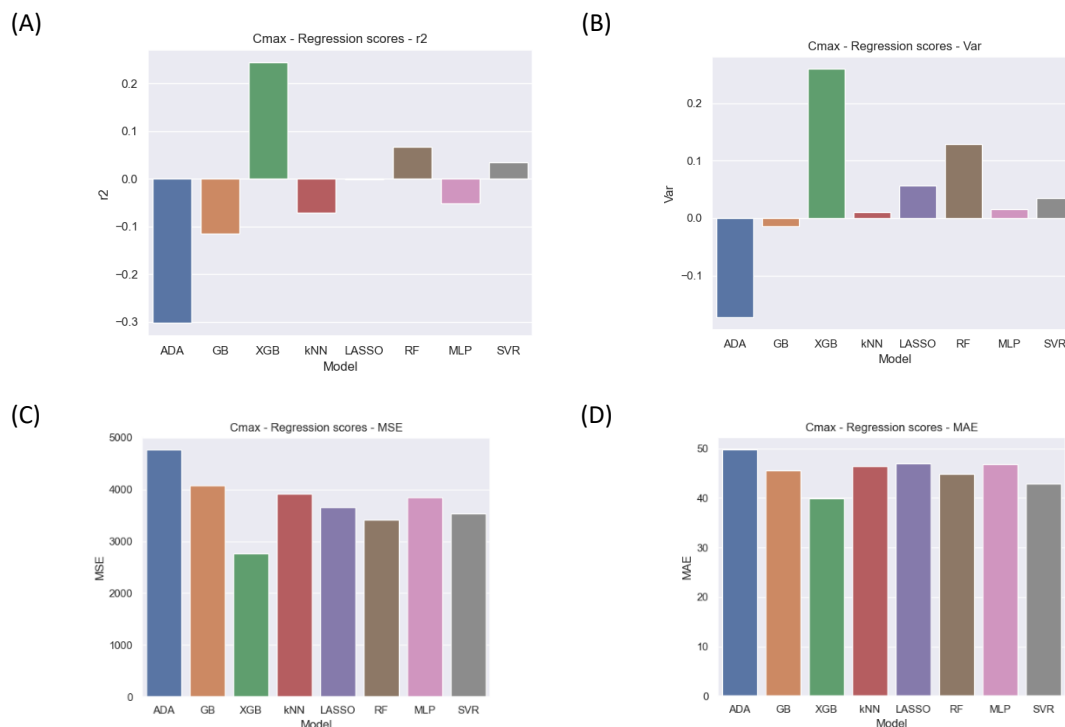 (A)
Cmax - Regression scores - r2
0.2
0.1
0.0
−0.1
−0.2
−0.3
r2
ADA GB XGB kNN LASSO RF MLP SVR
Model
(B)
Cmax - Regression scores - Var
0.2
0.1
0.0
−0.1
Var
ADA GB XGB kNN LASSO RF MLP SVR
Model
(C)
Cmax - Regression scores - MSE
5000
4000
3000
2000
1000
0
MSE
ADA GB XGB kNN LASSO RF MLP SVR
Model
(D)
Cmax - Regression scores - MAE
50
40
30
20
10
0
MAE
ADA GB XGB kNN LASSO RF MLP SVR
Model